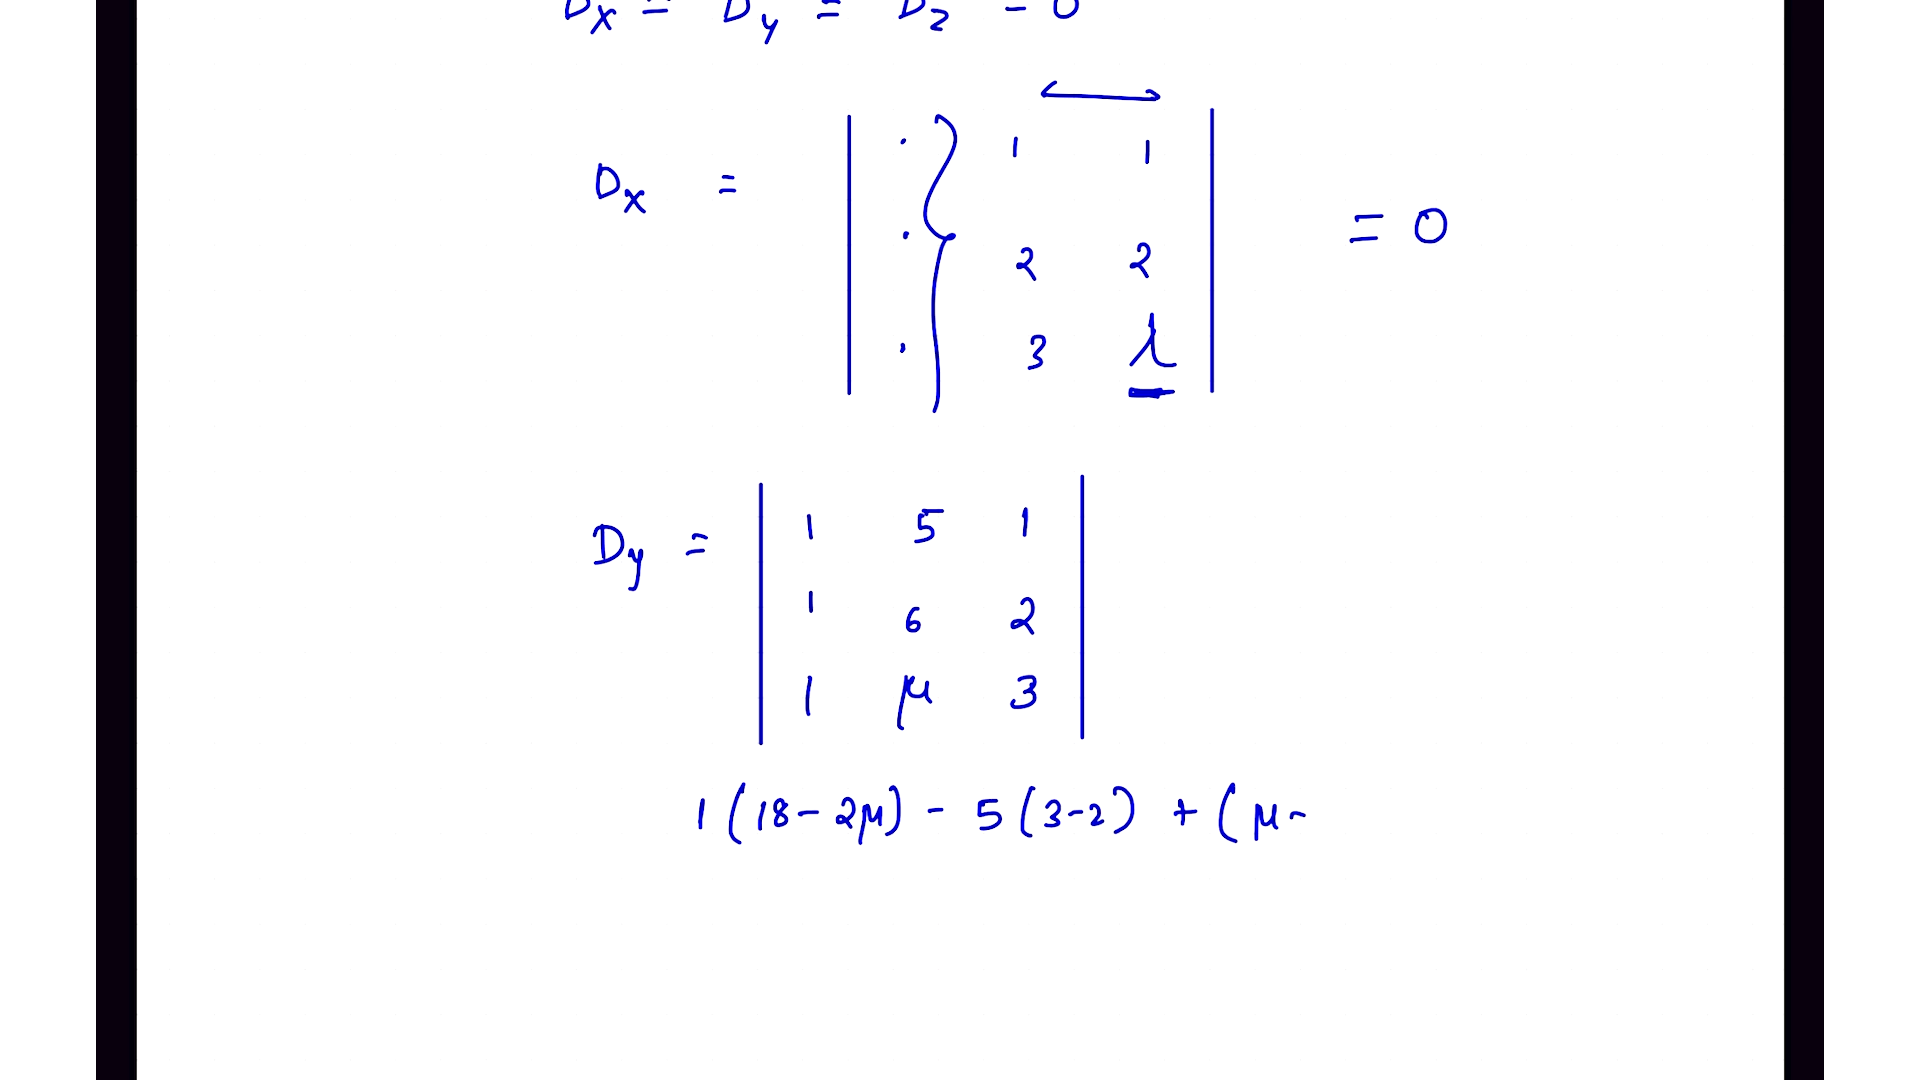 Dx = Dy = Dz = 0
Dx = | . 1 1 | = 0
. 2 2
. 3 λ
Dy = | 1 5 1 |
1 6 2
1 μ 3
1 (18 - 2μ) - 5 (3-2) + ( μ -